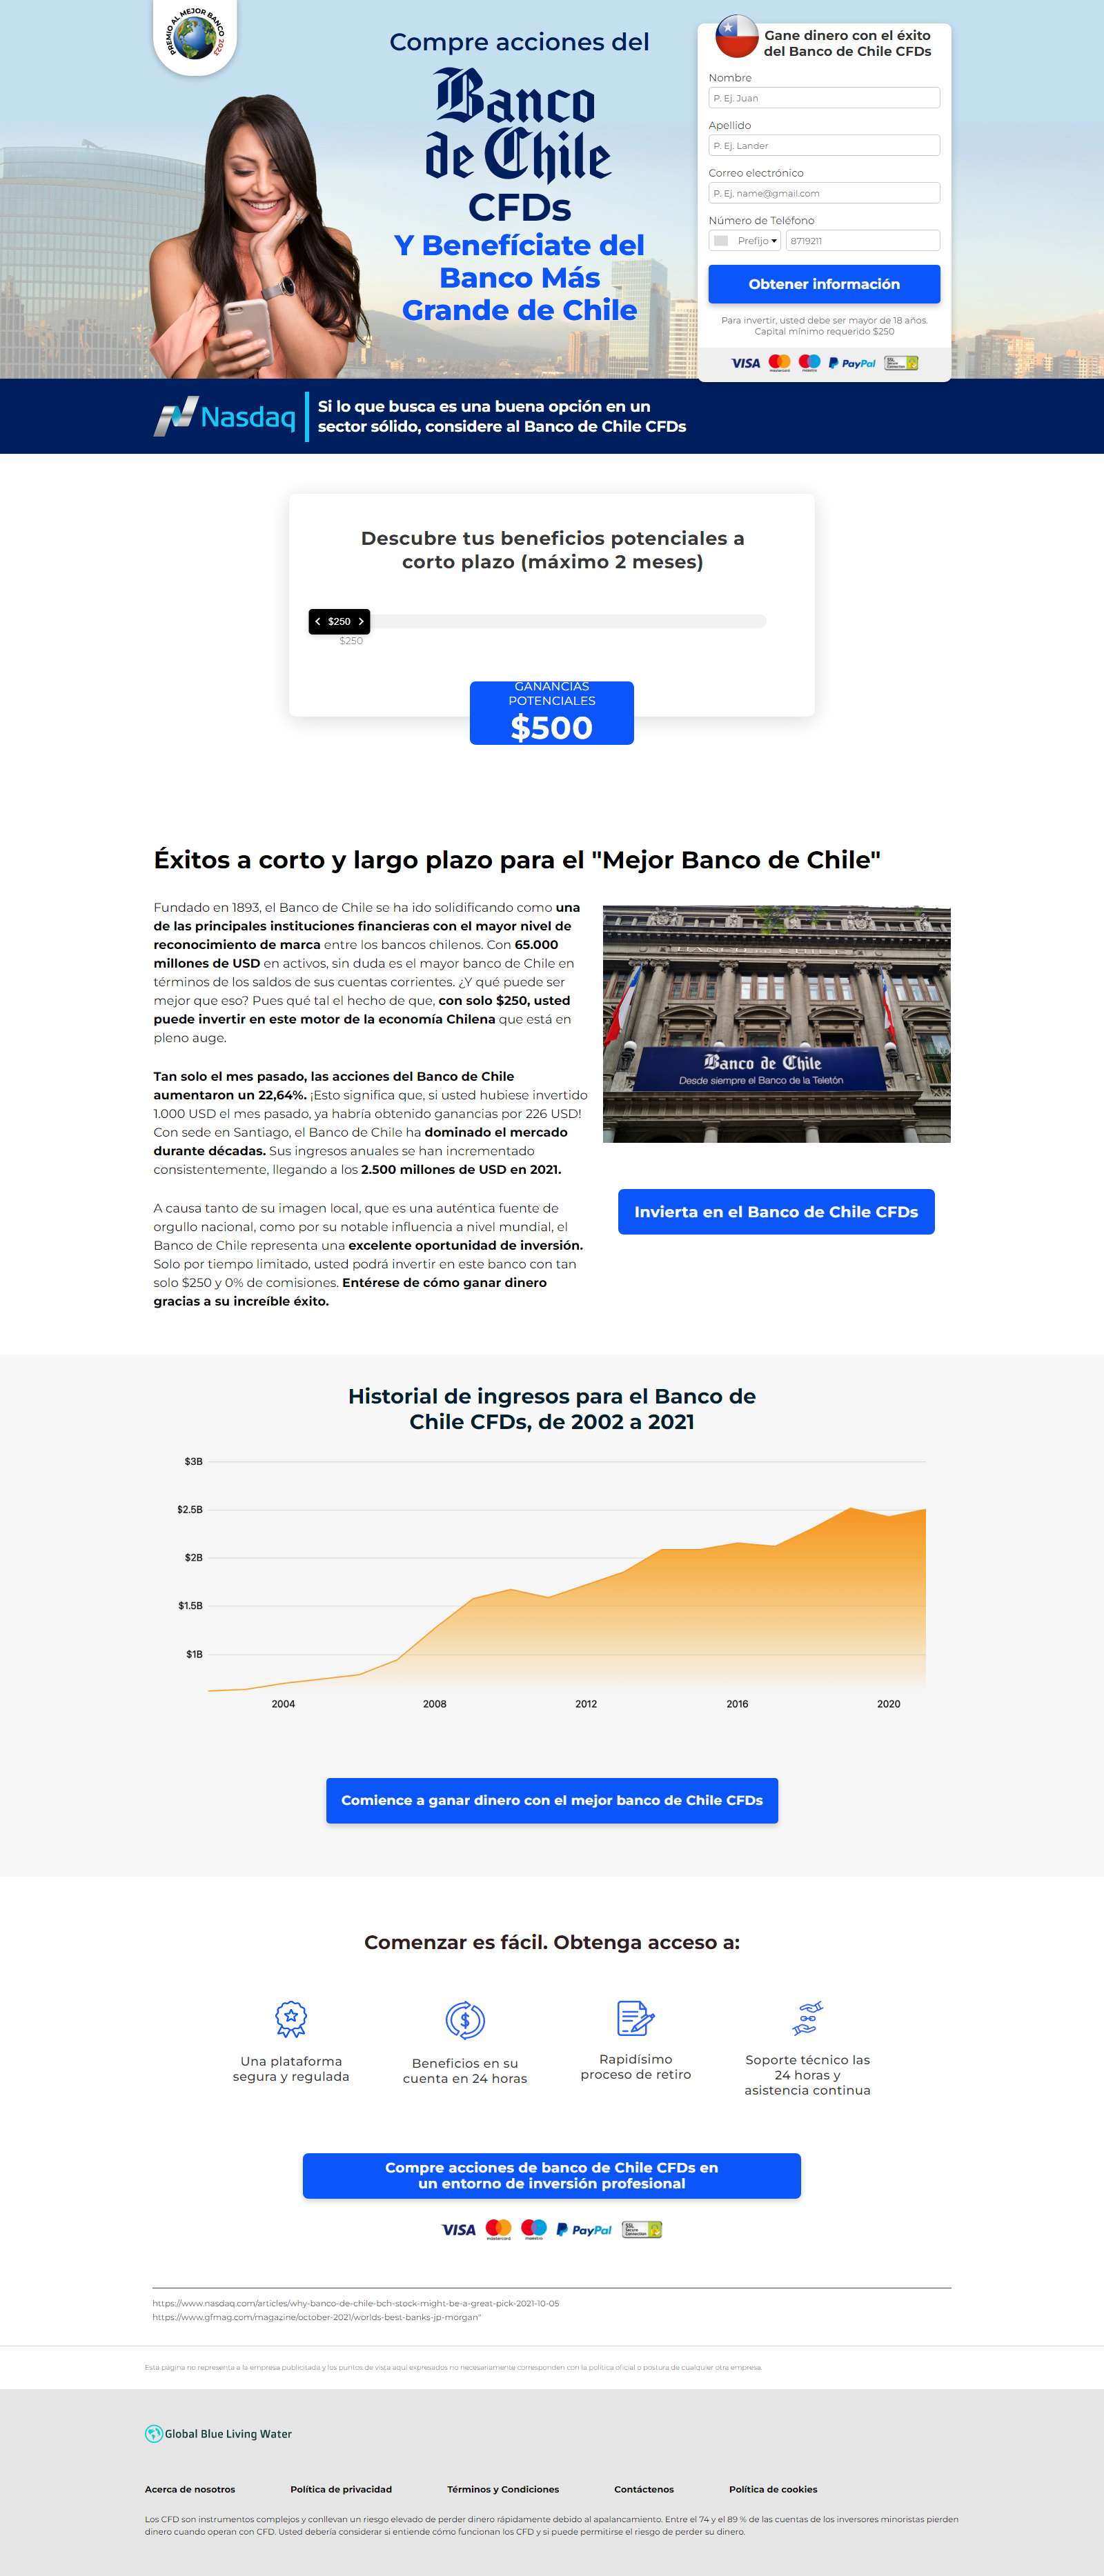 PREMIO AL MEJOR BANCO 2021
Compre acciones del
Banco
de Chile
CFDs
Y Benefíciate del
Banco Más
Grande de Chile
Gane dinero con el éxito
del Banco de Chile CFDs
Nombre
P. Ej. Juan
Apellido
P. Ej. Lander
Correo electrónico
P. Ej. name@gmail.com
Número de Teléfono
Prefijo
8719211
Obtener información
Para invertir, usted debe ser mayor de 18 años.
Capital mínimo requerido $250
VISA mastercard maestro PayPal SSL Secure Connection
Nasdaq
Si lo que busca es una buena opción en un
sector sólido, considere al Banco de Chile CFDs
Descubre tus beneficios potenciales a
corto plazo (máximo 2 meses)
$250
$250
GANANCIAS
POTENCIALES
$500
Éxitos a corto y largo plazo para el "Mejor Banco de Chile"
Fundado en 1893, el Banco de Chile se ha ido solidificando como una
de las principales instituciones financieras con el mayor nivel de
reconocimiento de marca entre los bancos chilenos. Con 65.000
millones de USD en activos, sin duda es el mayor banco de Chile en
términos de los saldos de sus cuentas corrientes. ¿Y qué puede ser
mejor que eso? Pues qué tal el hecho de que, con solo $250, usted
puede invertir en este motor de la economía Chilena que está en
pleno auge.
Tan solo el mes pasado, las acciones del Banco de Chile
aumentaron un 22,64%. ¡Esto significa que, si usted hubiese invertido
1.000 USD el mes pasado, ya habría obtenido ganancias por 226 USD!
Con sede en Santiago, el Banco de Chile ha dominado el mercado
durante décadas. Sus ingresos anuales se han incrementado
consistentemente, llegando a los 2.500 millones de USD en 2021.
A causa tanto de su imagen local, que es una auténtica fuente de
orgullo nacional, como por su notable influencia a nivel mundial, el
Banco de Chile representa una excelente oportunidad de inversión.
Solo por tiempo limitado, usted podrá invertir en este banco con tan
solo $250 y 0% de comisiones. Entérese de cómo ganar dinero
gracias a su increíble éxito.
BANCO DE CHILE
Banco de Chile
Desde siempre el Banco de la Teletón
Invierta en el Banco de Chile CFDs
Historial de ingresos para el Banco de
Chile CFDs, de 2002 a 2021
$3B
$2.5B
$2B
$1.5B
$1B
2004 2008 2012 2016 2020
Comience a ganar dinero con el mejor banco de Chile CFDs
Comenzar es fácil. Obtenga acceso a:
Una plataforma
segura y regulada
Beneficios en su
cuenta en 24 horas
Rapidísimo
proceso de retiro
Soporte técnico las
24 horas y
asistencia continua
Compre acciones de banco de Chile CFDs en
un entorno de inversión profesional
VISA mastercard maestro PayPal SSL Secure Connection
https://www.nasdaq.com/articles/why-banco-de-chile-bch-stock-might-be-a-great-pick-2021-10-05
https://www.gfmag.com/magazine/october-2021/worlds-best-banks-jp-morgan"
Esta página no representa a la empresa publicitada y los puntos de vista aquí expresados no necesariamente corresponden con la política oficial o postura de cualquier otra empresa.
Global Blue Living Water
Acerca de nosotros Política de privacidad Términos y Condiciones Contáctenos Política de cookies
Los CFD son instrumentos complejos y conllevan un riesgo elevado de perder dinero rápidamente debido al apalancamiento. Entre el 74 y el 89 % de las cuentas de los inversores minoristas pierden
dinero cuando operan con CFD. Usted debería considerar si entiende cómo funcionan los CFD y si puede permitirse el riesgo de perder su dinero.